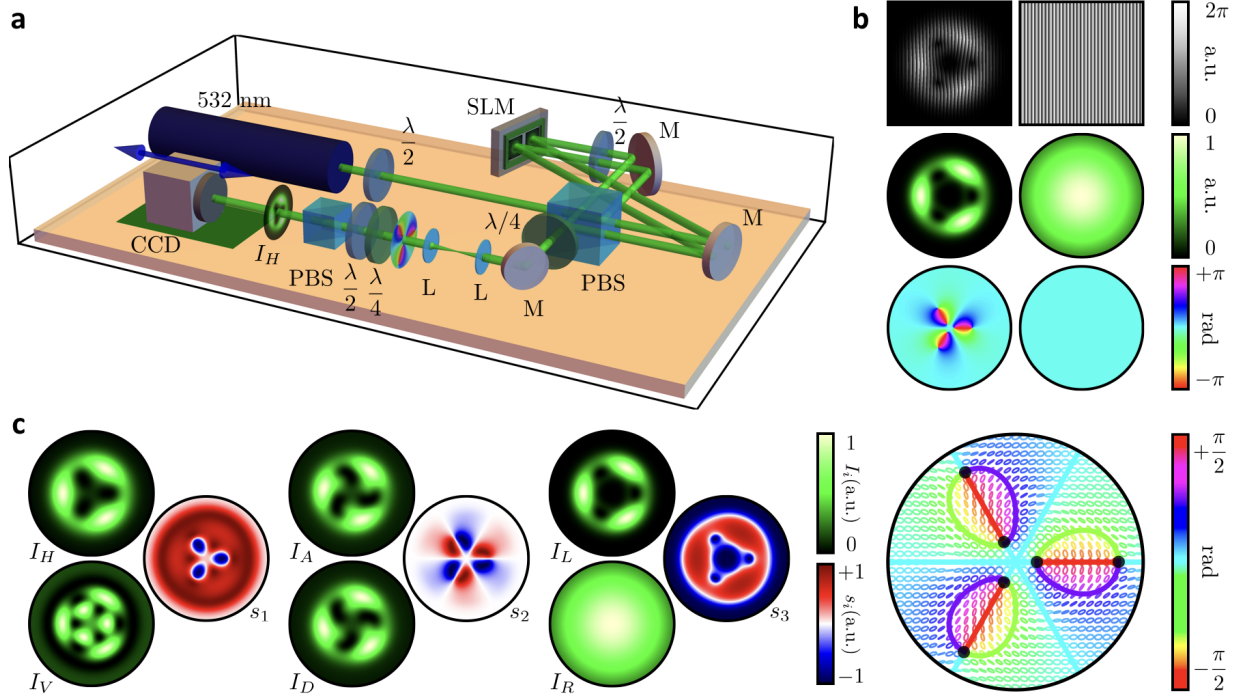 a
532 nm
λ/2
SLM
λ/2
M
λ/4
M
CCD
I_H
PBS
λ/2
λ/4
L
L
M
PBS
b
2π
a.u.
0
1
a.u.
0
+π
rad
−π
c
I_H
I_V
s_1
I_A
I_D
s_2
I_L
I_R
s_3
1
I_i(a.u.)
0
+1
s_i(a.u.)
−1
+π/2
rad
−π/2